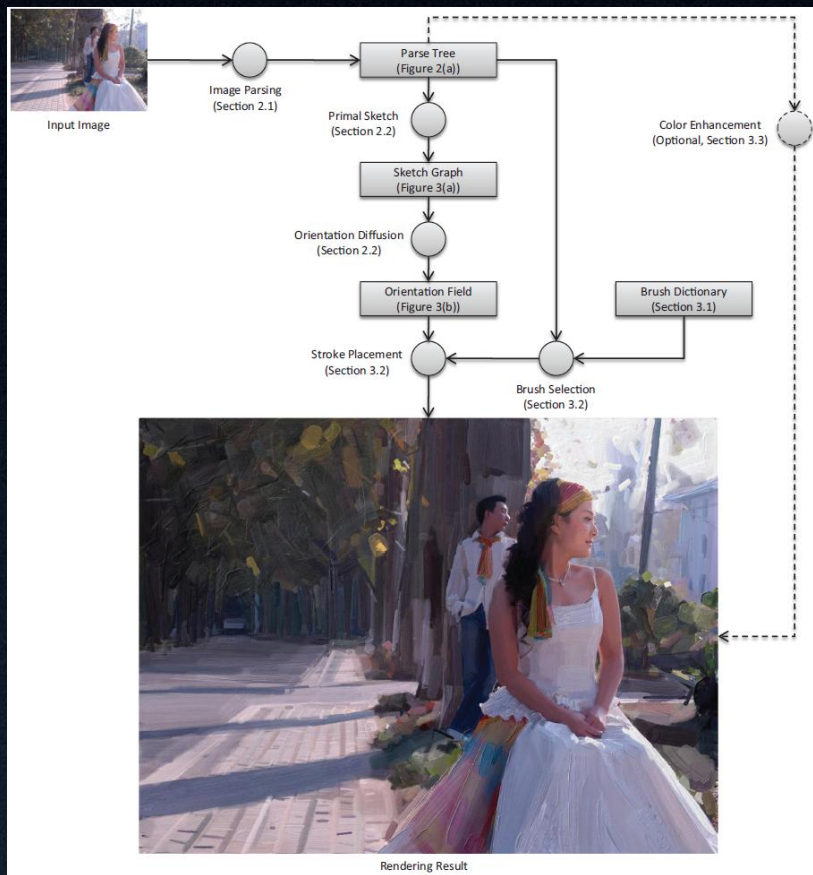 Parse Tree
(Figure 2(a))
Image Parsing
(Section 2.1)
Input Image
Primal Sketch
(Section 2.2)
Color Enhancement
(Optional, Section 3.3)
Sketch Graph
(Figure 3(a))
Orientation Diffusion
(Section 2.2)
Orientation Field
(Figure 3(b))
Brush Dictionary
(Section 3.1)
Stroke Placement
(Section 3.2)
Brush Selection
(Section 3.2)
Rendering Result